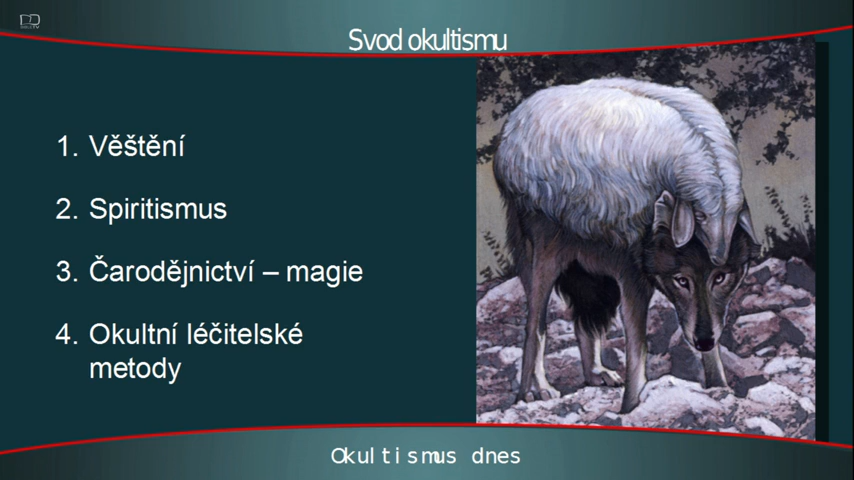 Svod okultismu
1. Věštění
2. Spiritismus
3. Čarodějnictví – magie
4. Okultní léčitelské
metody
Okultismus dnes